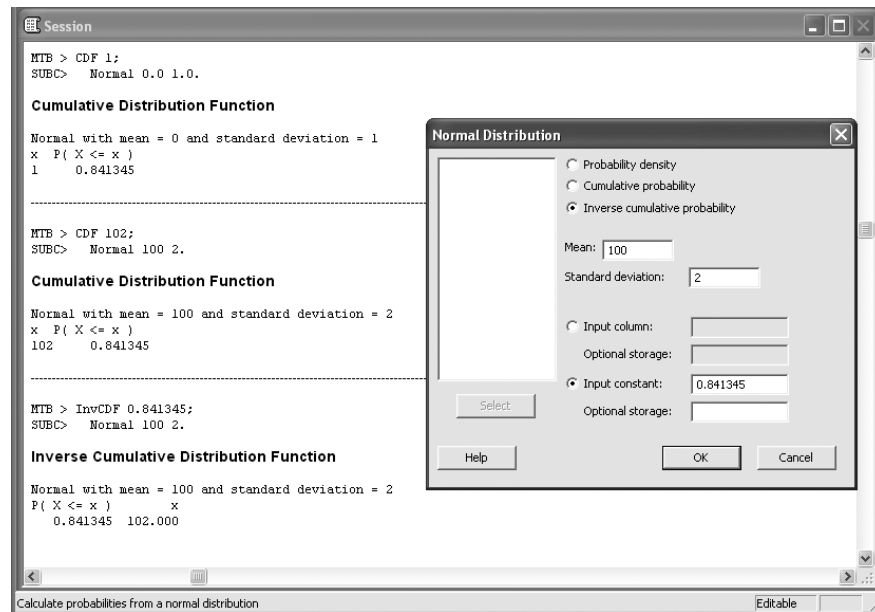 Session
MTB > CDF 1;
SUBC> Normal 0.0 1.0.
Cumulative Distribution Function
Normal with mean = 0 and standard deviation = 1
x P( X <= x )
1 0.841345
MTB > CDF 102;
SUBC> Normal 100 2.
Cumulative Distribution Function
Normal with mean = 100 and standard deviation = 2
x P( X <= x )
102 0.841345
MTB > InvCDF 0.841345;
SUBC> Normal 100 2.
Inverse Cumulative Distribution Function
Normal with mean = 100 and standard deviation = 2
P( X <= x ) x
0.841345 102.000
Normal Distribution
Probability density
Cumulative probability
Inverse cumulative probability
Mean: 100
Standard deviation: 2
Input column:
Optional storage:
Input constant: 0.841345
Optional storage:
Select
Help OK Cancel
Calculate probabilities from a normal distribution Editable